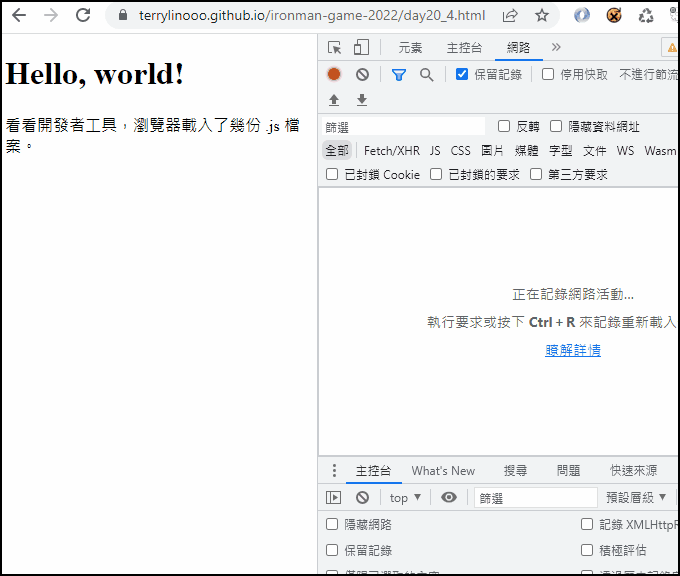 terrylinooo.github.io/ironman-game-2022/day20_4.html
Hello, world!
看看開發者工具，瀏覽器載入了幾份 .js 檔
案。
元素 主控台 網路
保留記錄 停用快取 不進行節流
篩選 反轉 隱藏資料網址
全部 Fetch/XHR JS CSS 圖片 媒體 字型 文件 WS Wasm
已封鎖 Cookie 已封鎖的要求 第三方要求
正在記錄網路活動…
執行要求或按下 Ctrl + R 來記錄重新載入
瞭解詳情
主控台 What's New 搜尋 問題 快速來源
top 篩選 預設層級
隱藏網路 記錄 XMLHttpR
保留記錄 積極評估